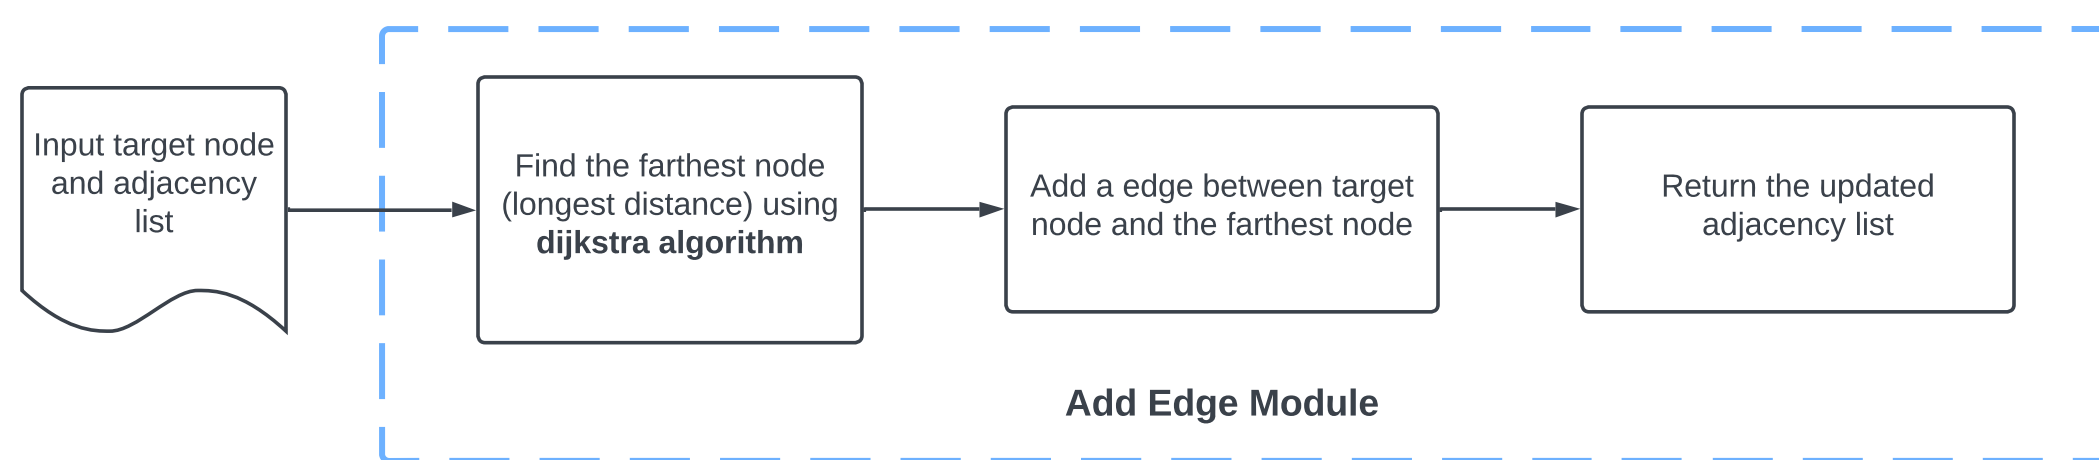 Input target node
and adjacency
list
Find the farthest node
(longest distance) using
dijkstra algorithm
Add a edge between target
node and the farthest node
Return the updated
adjacency list
Add Edge Module